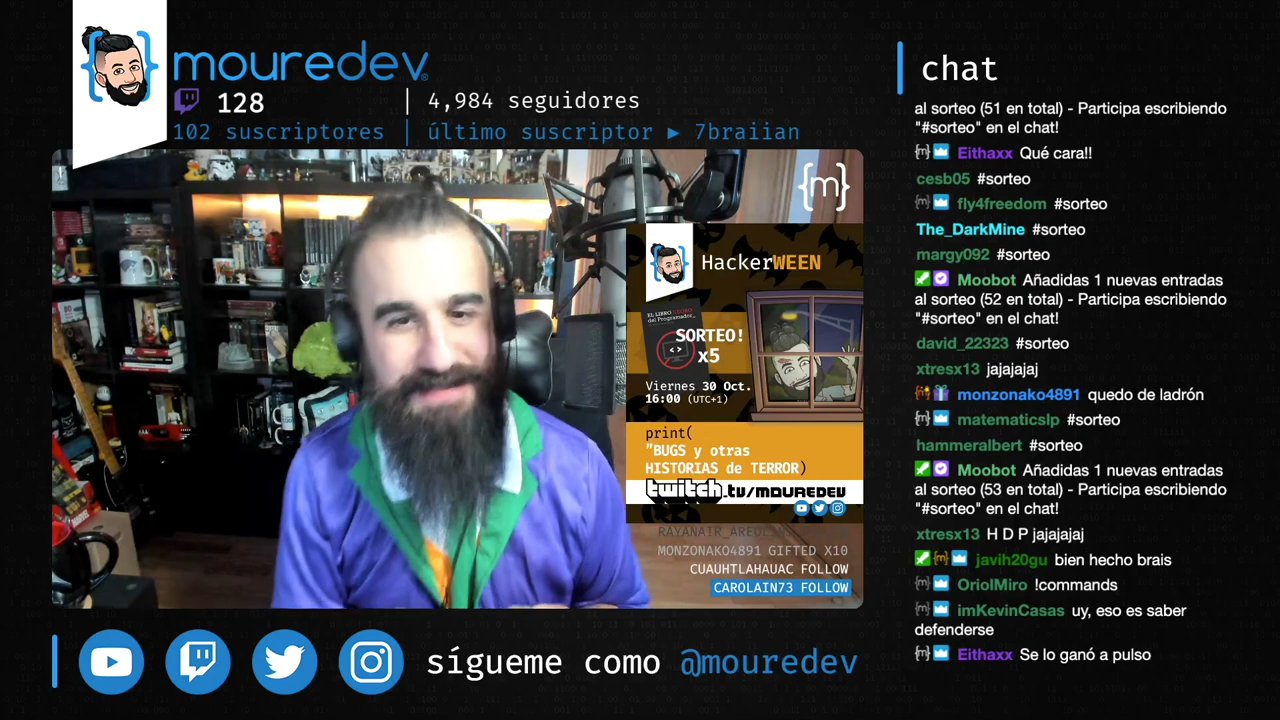 mouredev
128
4,984 seguidores
102 suscriptores
último suscriptor ▶ 7braiian
{m}
HackerWEEN
EL LIBRO NEGRO
del Programador_
SORTEO!
x5
Viernes 30 Oct.
16:00 (UTC+1)
print(
"BUGS y otras
HISTORIAS de TERROR)
twitch.tv/MOUREDEV
MONZONAKO4891 GIFTED X10
CUAUHTLAHAUAC FOLLOW
CAROLAIN73 FOLLOW
sígueme como @mouredev
chat
al sorteo (51 en total) - Participa escribiendo
"#sorteo" en el chat!
Eithaxx Qué cara!!
cesb05 #sorteo
fly4freedom #sorteo
The_DarkMine #sorteo
margy092 #sorteo
Moobot Añadidas 1 nuevas entradas
al sorteo (52 en total) - Participa escribiendo
"#sorteo" en el chat!
david_22323 #sorteo
xtresx13 jajajajaj
monzonako4891 quedo de ladrón
matematicslp #sorteo
hammeralbert #sorteo
Moobot Añadidas 1 nuevas entradas
al sorteo (53 en total) - Participa escribiendo
"#sorteo" en el chat!
xtresx13 H D P jajajajaj
javih20gu bien hecho brais
OriolMiro !commands
imKevinCasas uy, eso es saber
defenderse
Eithaxx Se lo ganó a pulso